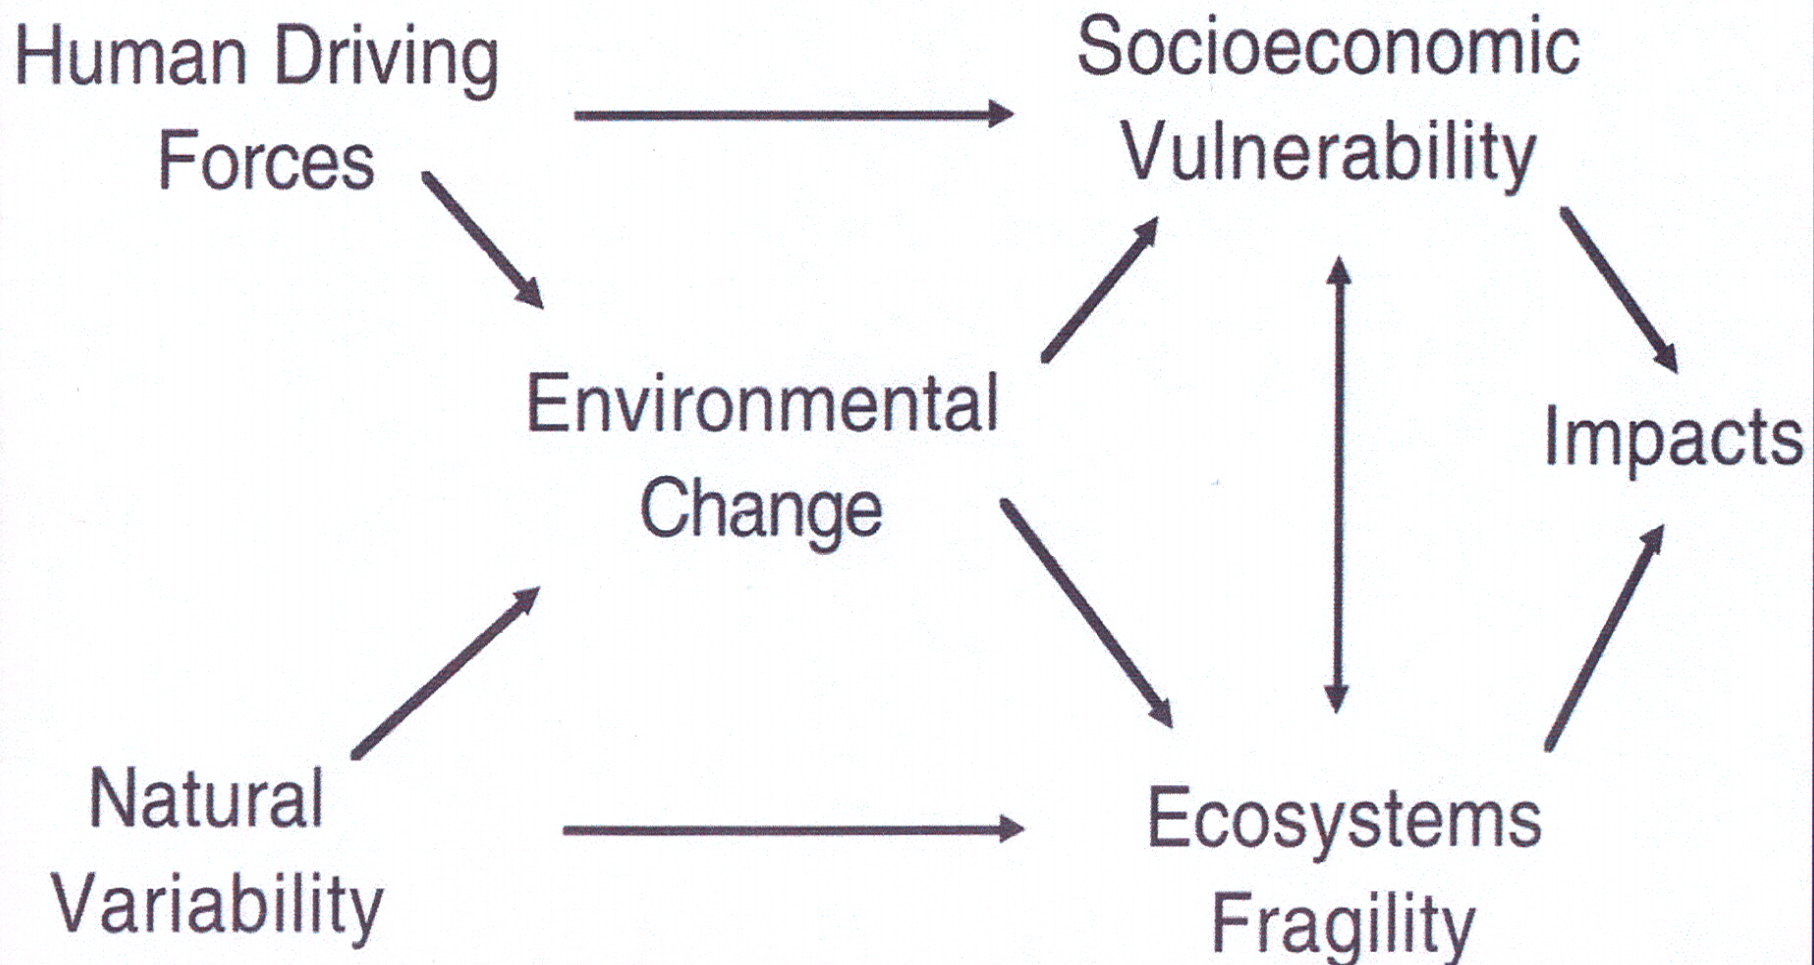 Human Driving
Forces
Socioeconomic
Vulnerability
Environmental
Change
Impacts
Natural
Variability
Ecosystems
Fragility